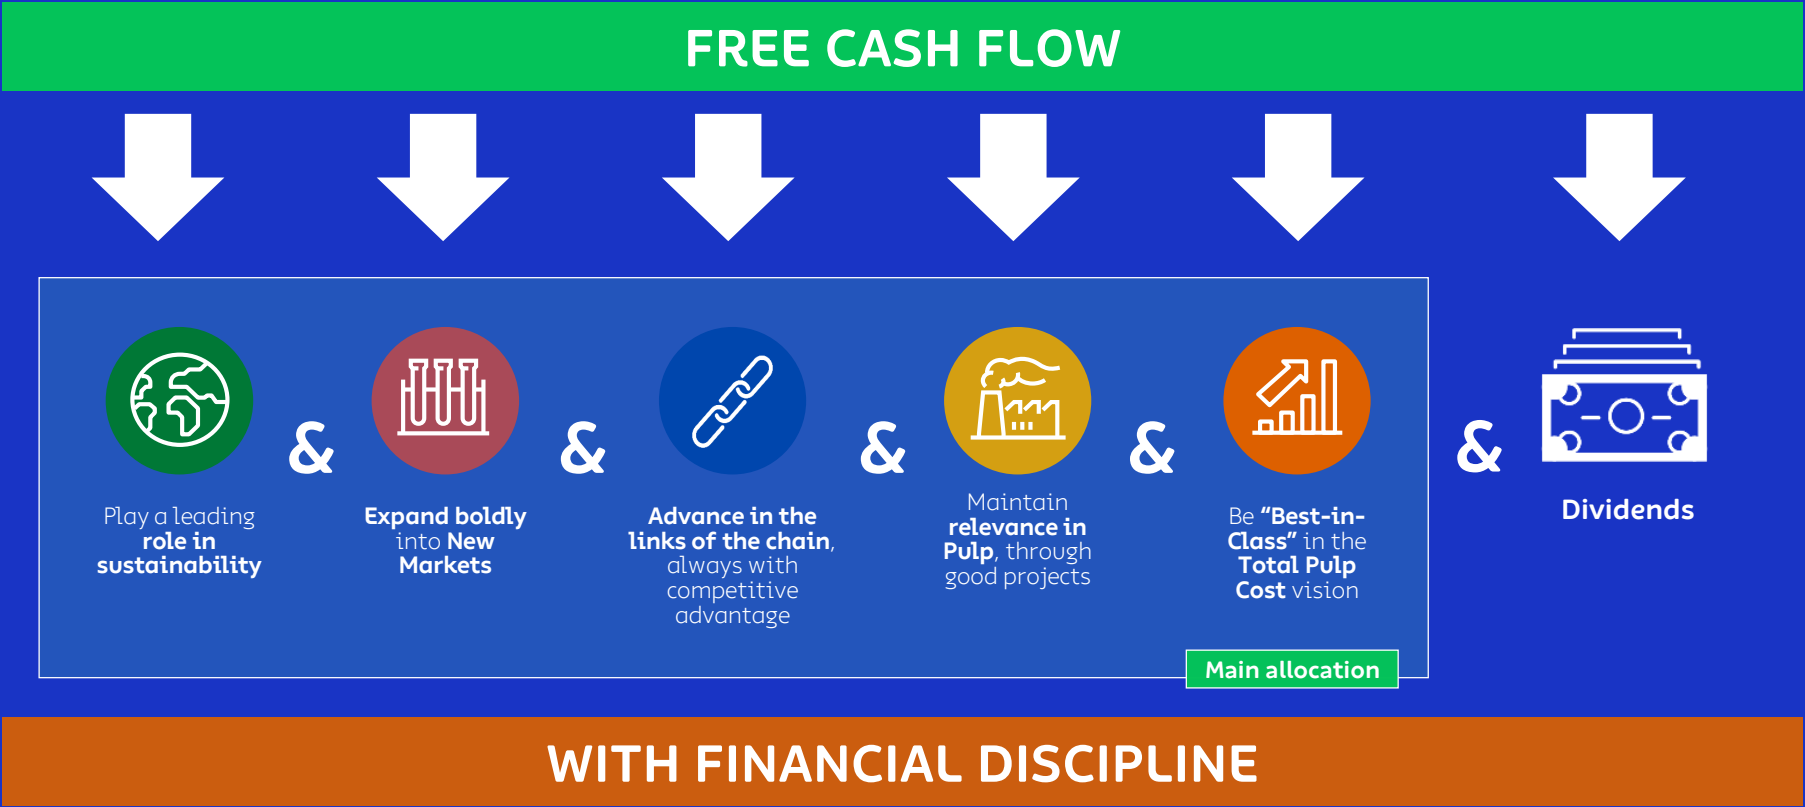 FREE CASH FLOW
Play a leading
role in
sustainability
&
Expand boldly
into New
Markets
&
Advance in the
links of the chain,
always with
competitive
advantage
&
Maintain
relevance in
Pulp, through
good projects
&
Be “Best-in-
Class” in the
Total Pulp
Cost vision
&
Dividends
Main allocation
WITH FINANCIAL DISCIPLINE